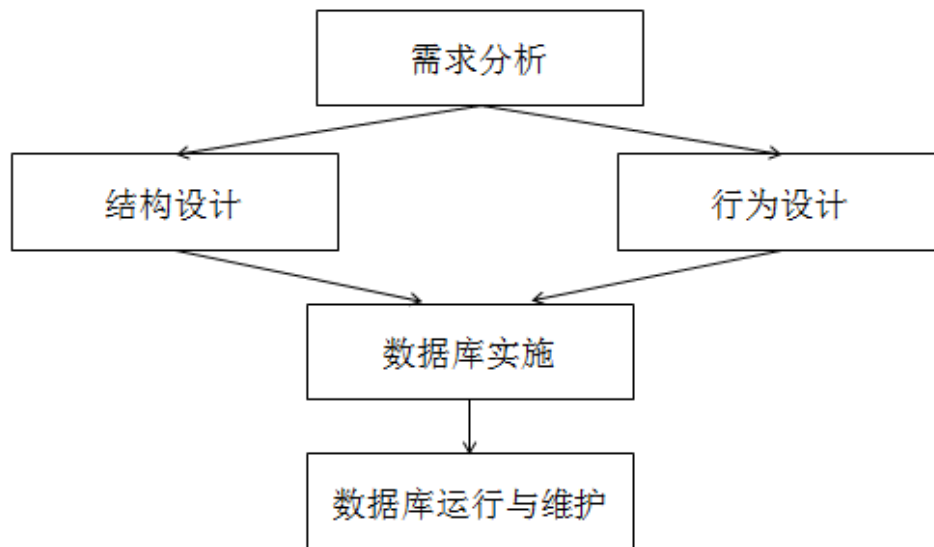 需求分析
结构设计
行为设计
数据库实施
数据库运行与维护